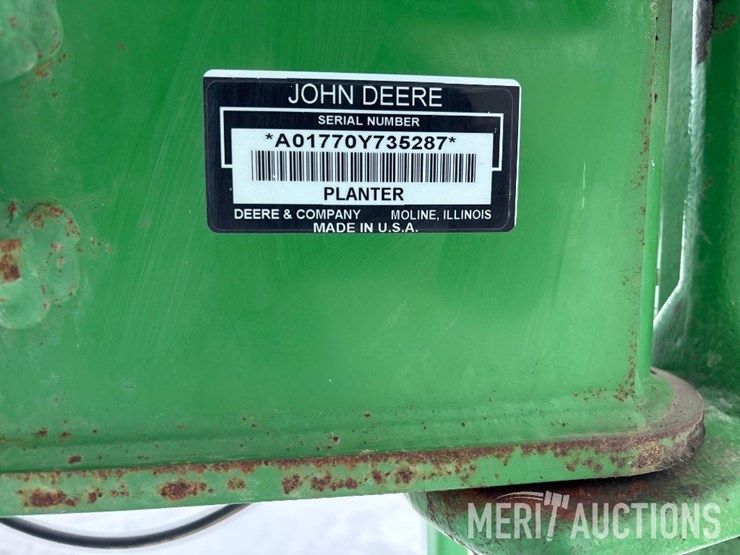 JOHN DEERE
SERIAL NUMBER
*A01770Y735287*
PLANTER
DEERE & COMPANY MOLINE, ILLINOIS
MADE IN U.S.A.
MERIT AUCTIONS